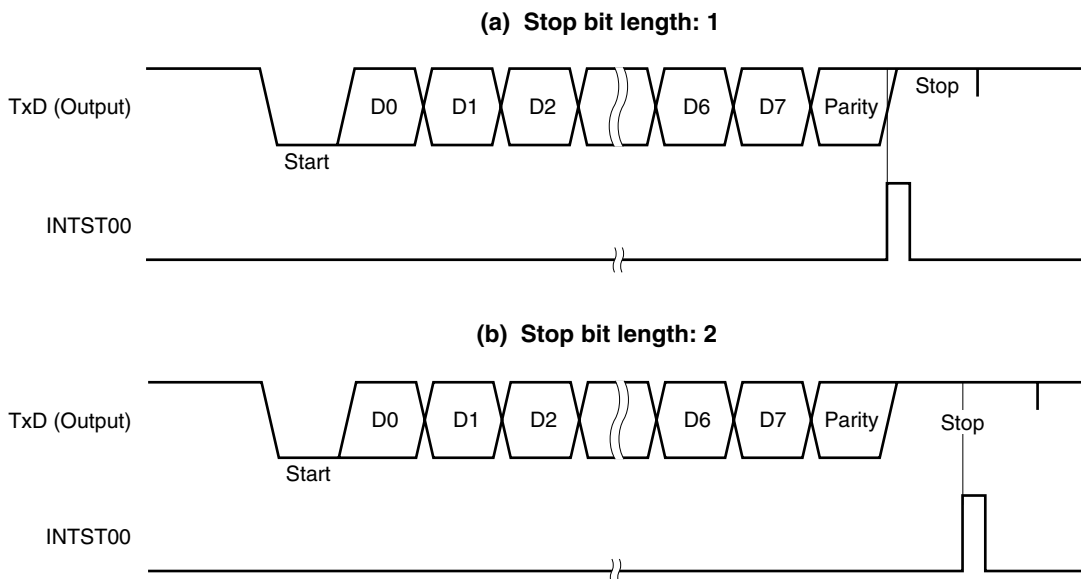 (a) Stop bit length: 1
TxD (Output)
D0 D1 D2 D6 D7 Parity Stop
Start
INTST00
(b) Stop bit length: 2
TxD (Output)
D0 D1 D2 D6 D7 Parity Stop
Start
INTST00